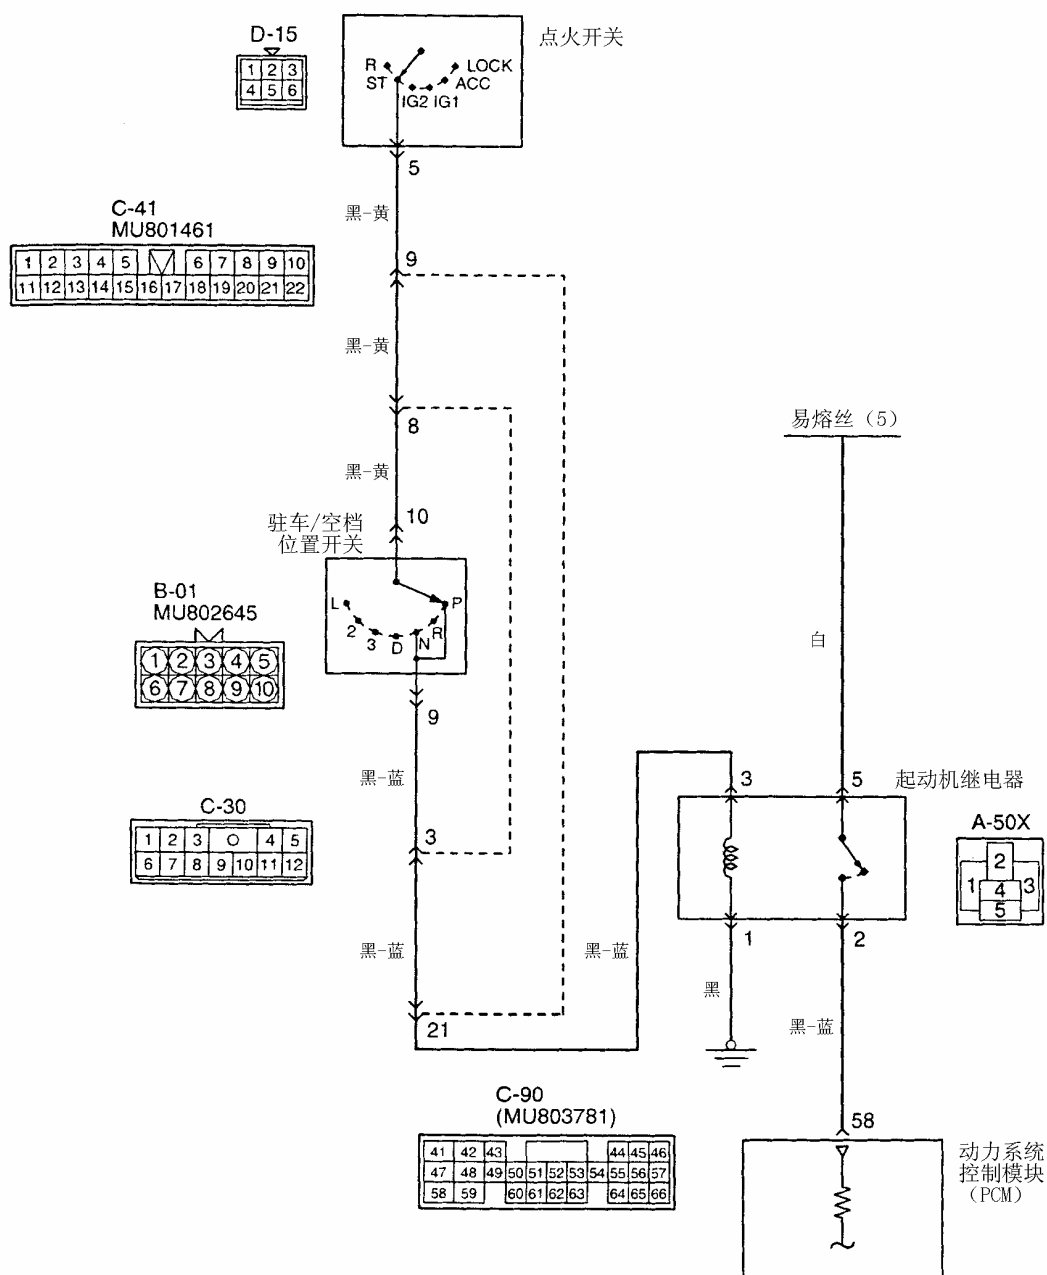 D-15
1 2 3
4 5 6
点火开关
R
LOCK
ST
ACC
IG2 IG1
5
黑-黄
C-41
MU801461
1 2 3 4 5 6 7 8 9 10
11 12 13 14 15 16 17 18 19 20 21 22
9
黑-黄
8
黑-黄
10
驻车/空档
位置开关
L
P
2
R
3
D
N
B-01
MU802645
1 2 3 4 5
6 7 8 9 10
9
黑-蓝
C-30
1 2 3 4 5
6 7 8 9 10 11 12
3
黑-蓝
21
易熔丝（5）
白
3
5
起动机继电器
A-50X
2
1
4
3
5
1
2
黑-蓝
黑
黑-蓝
C-90
(MU803781)
41 42 43 44 45 46
47 48 49 50 51 52 53 54 55 56 57
58 59 60 61 62 63 64 65 66
58
动力系统
控制模块
（PCM）